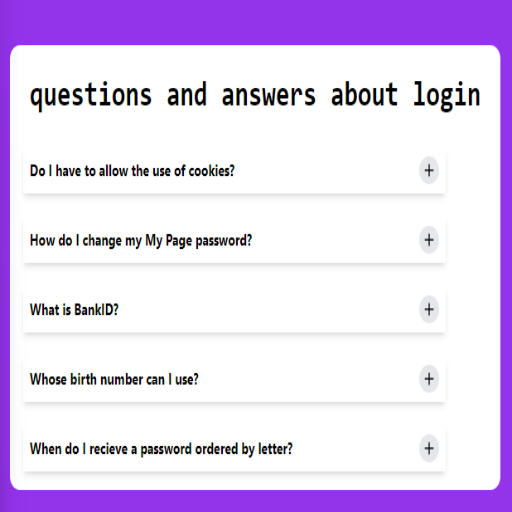 questions and answers about login
Do I have to allow the use of cookies?
+
How do I change my My Page password?
+
What is BankID?
+
Whose birth number can I use?
+
When do I recieve a password ordered by letter?
+